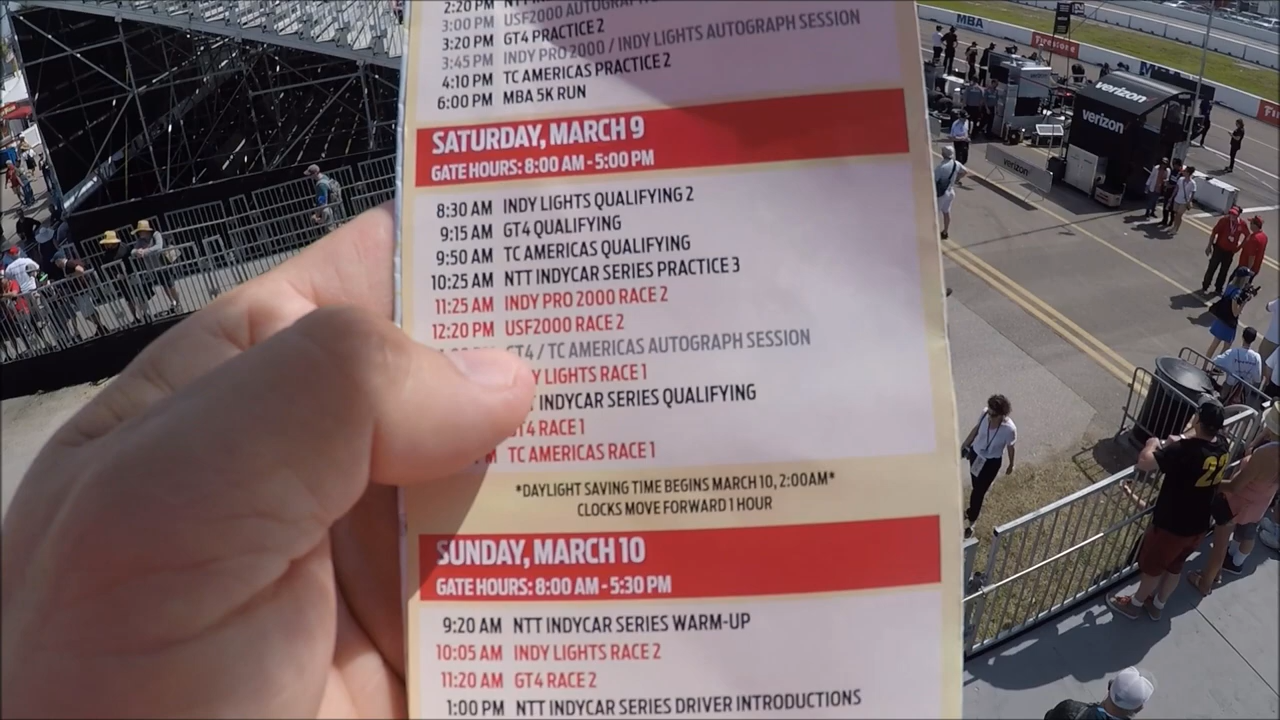 2:20 PM
3:00 PM USF2000 AUTOGRAPH
3:20 PM GT4 PRACTICE 2
3:45 PM INDY PRO 2000 / INDY LIGHTS AUTOGRAPH SESSION
4:10 PM TC AMERICAS PRACTICE 2
6:00 PM MBA 5K RUN
SATURDAY, MARCH 9
GATE HOURS: 8:00 AM - 5:00 PM
8:30 AM INDY LIGHTS QUALIFYING 2
9:15 AM GT4 QUALIFYING
9:50 AM TC AMERICAS QUALIFYING
10:25 AM NTT INDYCAR SERIES PRACTICE 3
11:25 AM INDY PRO 2000 RACE 2
12:20 PM USF2000 RACE 2
GT4 / TC AMERICAS AUTOGRAPH SESSION
LIGHTS RACE 1
INDYCAR SERIES QUALIFYING
GT4 RACE 1
TC AMERICAS RACE 1
*DAYLIGHT SAVING TIME BEGINS MARCH 10, 2:00AM*
CLOCKS MOVE FORWARD 1 HOUR
SUNDAY, MARCH 10
GATE HOURS: 8:00 AM - 5:30 PM
9:20 AM NTT INDYCAR SERIES WARM-UP
10:05 AM INDY LIGHTS RACE 2
11:20 AM GT4 RACE 2
1:00 PM NTT INDYCAR SERIES DRIVER INTRODUCTIONS
MBA
Firestone
verizon
verizon
verizon
22